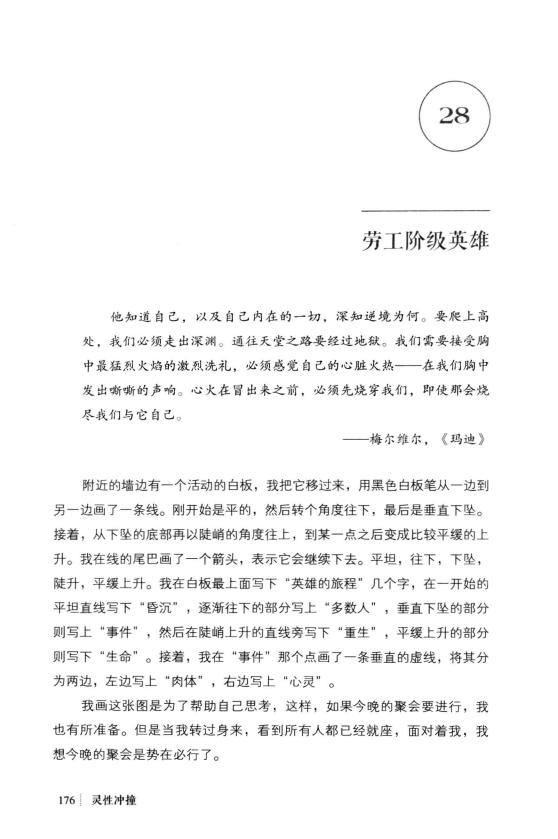 28
劳工阶级英雄
他知道自己，以及自己内在的一切，深知逆境为何。要爬上高
处，我们必须走出深渊。通往天堂之路要经过地狱。我们需要接受胸
中最猛烈火焰的激烈洗礼，必须感觉自己的心脏火热——在我们胸中
发出嘶嘶的声响。心火在冒出来之前，必须先烧穿我们，即使那会烧
尽我们与它自己。
——梅尔维尔，《玛迪》
附近的墙边有一个活动的白板，我把它移过来，用黑色白板笔从一边到
另一边画了一条线。刚开始是平的，然后转个角度往下，最后是垂直下坠。
接着，从下坠的底部再以陡峭的角度往上，到某一点之后变成比较平缓的上
升。我在线的尾巴画了一个箭头，表示它会继续下去。平坦，往下，下坠，
陡升，平缓上升。我在白板最上面写下“英雄的旅程”几个字，在一开始的
平坦直线写下“昏沉”，逐渐往下的部分写上“多数人”，垂直下坠的部分
则写上“事件”，然后在陡峭上升的直线旁写下“重生”，平缓上升的部分
则写下“生命”。接着，我在“事件”那个点画了一条垂直的虚线，将其分
为两边，左边写上“肉体”，右边写上“心灵”。
我画这张图是为了帮助自己思考，这样，如果今晚的聚会要进行，我
也有所准备。但是当我转过身来，看到所有人都已经就座，面对着我，我
想今晚的聚会是势在必行了。
176 灵性冲撞